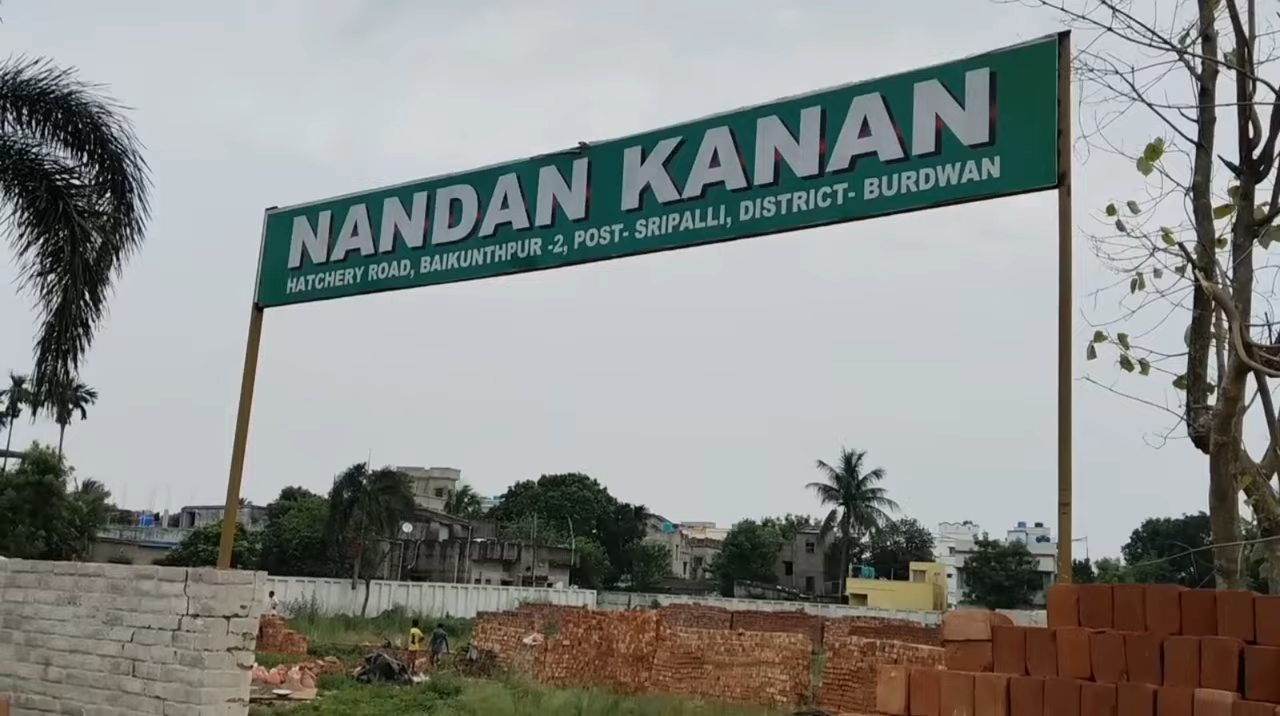 NANDAN KANAN
HATCHERY ROAD, BAIKUNTHPUR -2, POST- SRIPALLI, DISTRICT- BURDWAN